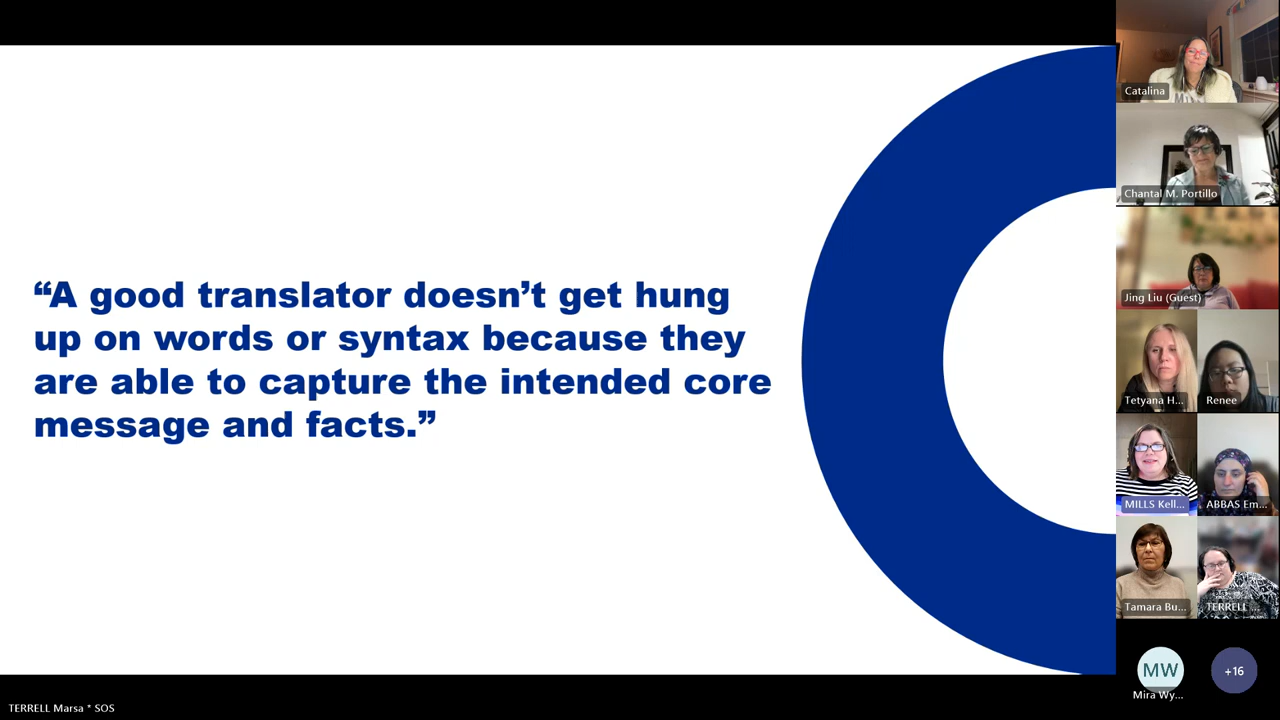 “A good translator doesn’t get hung
up on words or syntax because they
are able to capture the intended core
message and facts.”
Catalina
Chantal M. Portillo
Jing Liu (Guest)
Tetyana H...
Renee
MILLS Kell...
ABBAS Em...
Tamara Bu...
TERRELL ...
MW
Mira Wy...
+16
TERRELL Marsa * SOS